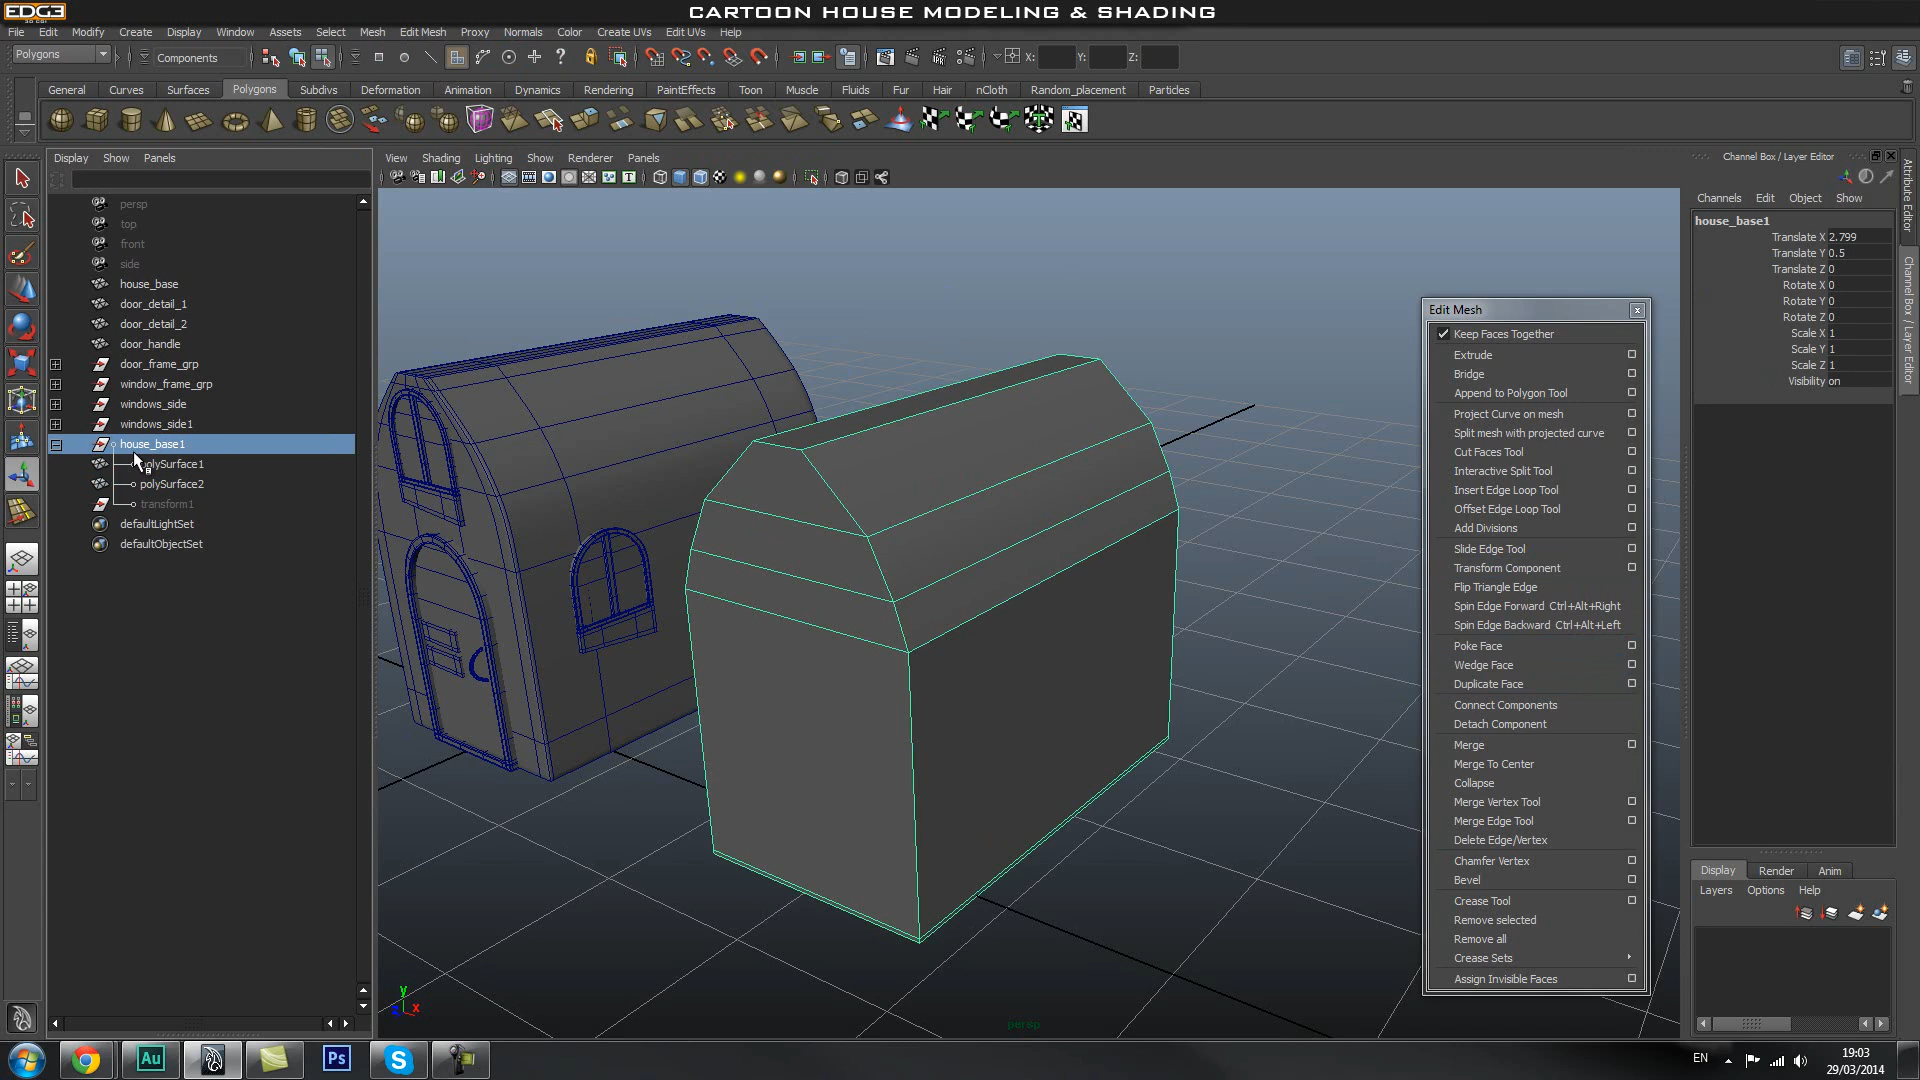 EDG3
3D CGI
CARTOON HOUSE MODELING & SHADING
File Edit Modify Create Display Window Assets Select Mesh Edit Mesh Proxy Normals Color Create UVs Edit UVs Help
Polygons
Components
X:
Y:
Z:
General Curves Surfaces Polygons Subdivs Deformation Animation Dynamics Rendering PaintEffects Toon Muscle Fluids Fur Hair nCloth Random_placement Particles
Display Show Panels
View Shading Lighting Show Renderer Panels
persp
top
front
side
house_base
door_detail_1
door_detail_2
door_handle
door_frame_grp
window_frame_grp
windows_side
windows_side1
house_base1
polySurface1
polySurface2
transform1
defaultLightSet
defaultObjectSet
persp
y
x
z
Edit Mesh
Keep Faces Together
Extrude
Bridge
Append to Polygon Tool
Project Curve on mesh
Split mesh with projected curve
Cut Faces Tool
Interactive Split Tool
Insert Edge Loop Tool
Offset Edge Loop Tool
Add Divisions
Slide Edge Tool
Transform Component
Flip Triangle Edge
Spin Edge Forward Ctrl+Alt+Right
Spin Edge Backward Ctrl+Alt+Left
Poke Face
Wedge Face
Duplicate Face
Connect Components
Detach Component
Merge
Merge To Center
Collapse
Merge Vertex Tool
Merge Edge Tool
Delete Edge/Vertex
Chamfer Vertex
Bevel
Crease Tool
Remove selected
Remove all
Crease Sets
Assign Invisible Faces
Channel Box / Layer Editor
Channels Edit Object Show
house_base1
Translate X 2.799
Translate Y 0.5
Translate Z 0
Rotate X 0
Rotate Y 0
Rotate Z 0
Scale X 1
Scale Y 1
Scale Z 1
Visibility on
Attribute Editor
Channel Box / Layer Editor
Display Render Anim
Layers Options Help
Au
Ps
S
EN
19:03
29/03/2014